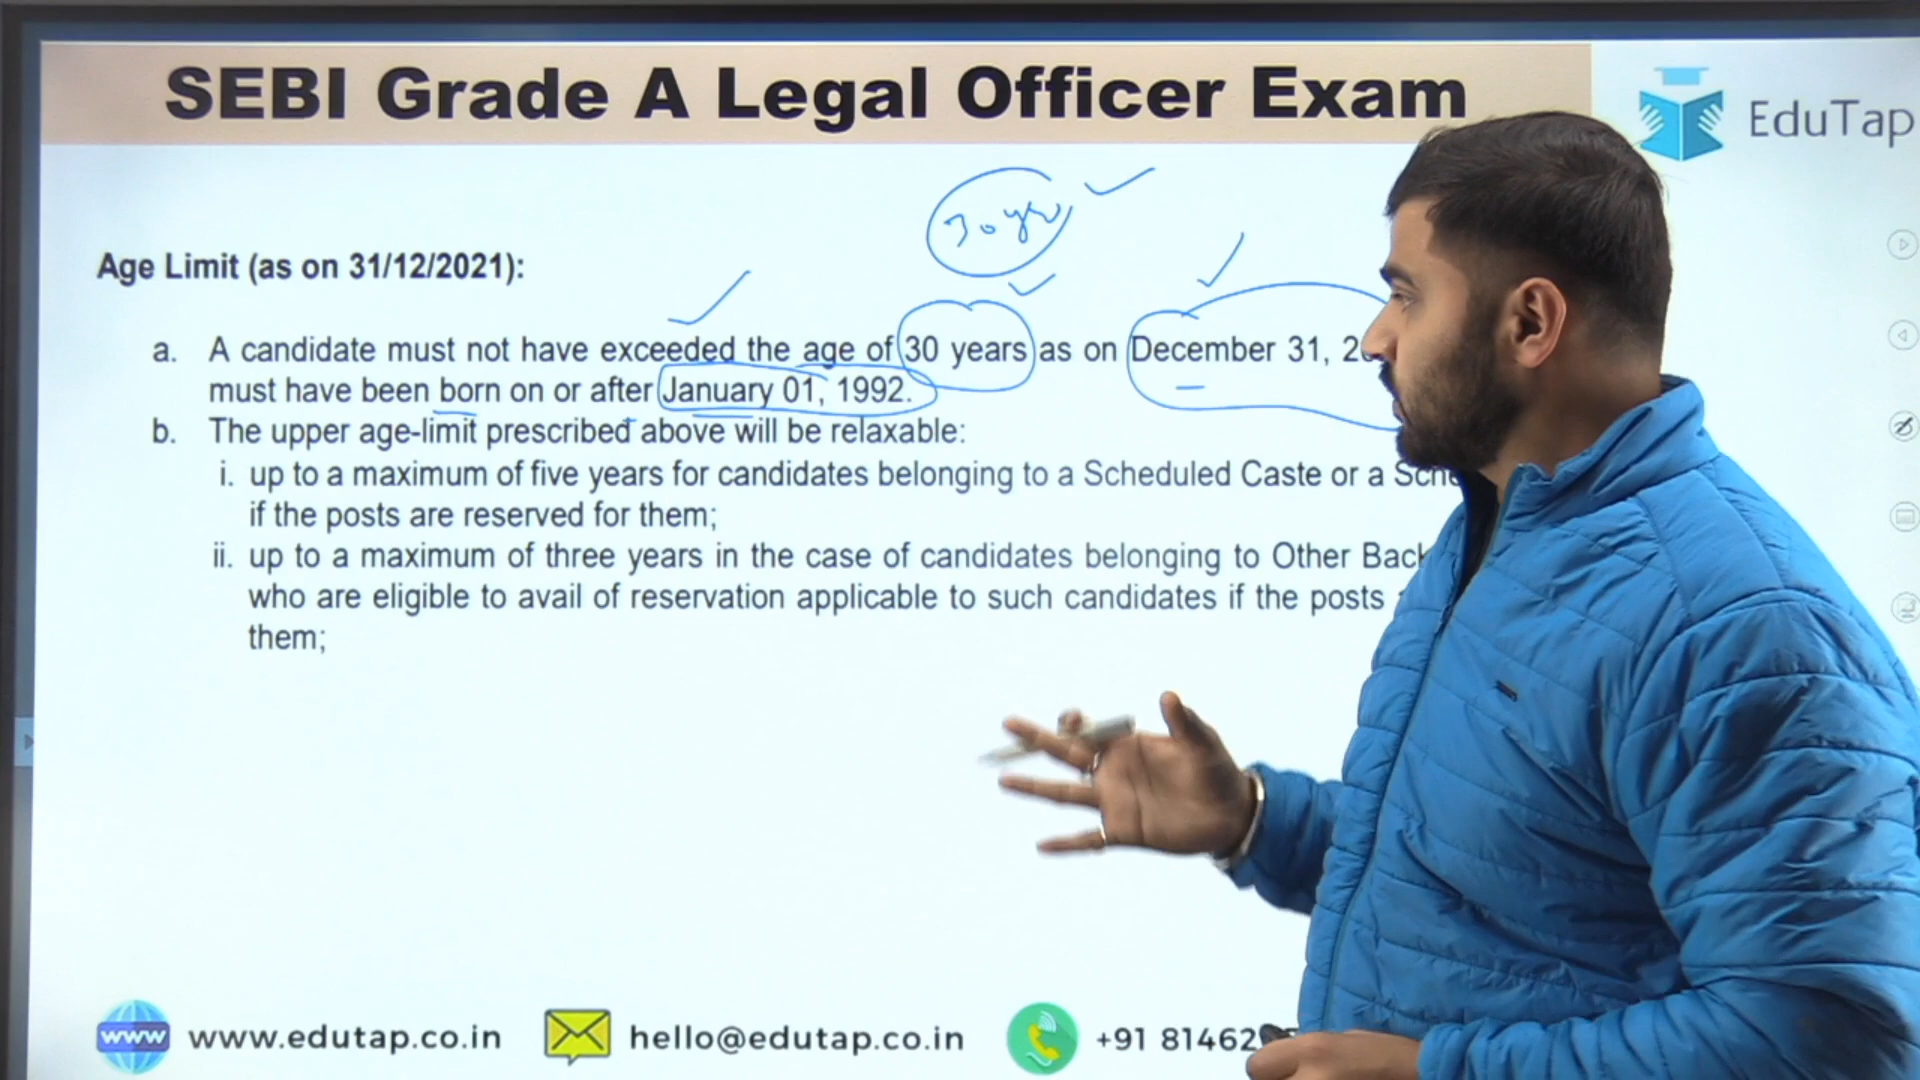 SEBI Grade A Legal Officer Exam
EduTap
30 yrs
Age Limit (as on 31/12/2021):
a. A candidate must not have exceeded the age of 30 years as on December 31,
must have been born on or after January 01, 1992.
b. The upper age-limit prescribed above will be relaxable:
i. up to a maximum of five years for candidates belonging to a Scheduled Caste or a
if the posts are reserved for them;
ii. up to a maximum of three years in the case of candidates belonging to Other
who are eligible to avail of reservation applicable to such candidates if the posts
them;
www www.edutap.co.in hello@edutap.co.in +91 81462